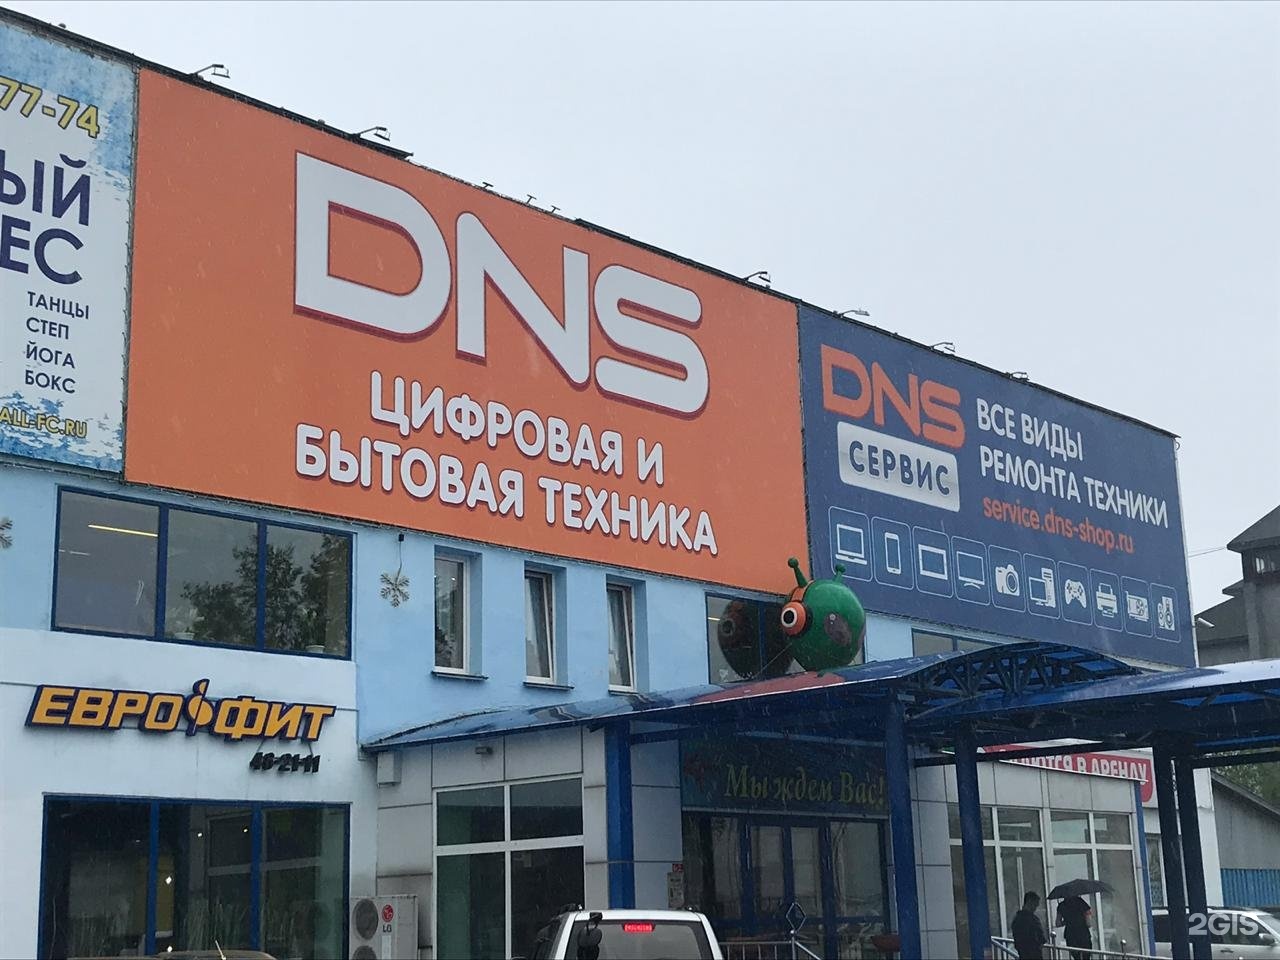 77-74
ЫЙ
ЕС
ТАНЦЫ
СТЕП
ЙОГА
БОКС
ALL-FC.RU
DNS
ЦИФРОВАЯ И
БЫТОВАЯ ТЕХНИКА
DNS
СЕРВИС
ВСЕ ВИДЫ
РЕМОНТА ТЕХНИКИ
service.dns-shop.ru
ЕВРОФИТ
46-21-11
Мы ждем Вас!
В АРЕНДУ
LG
2GIS